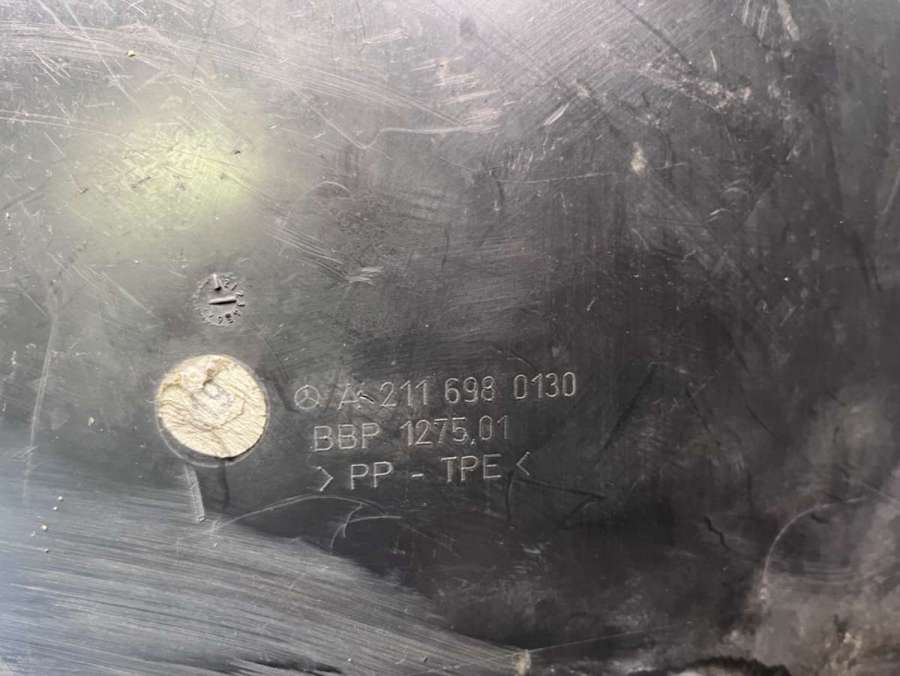 A 211 698 0130
BBP 1275.01
>PP - TPE<